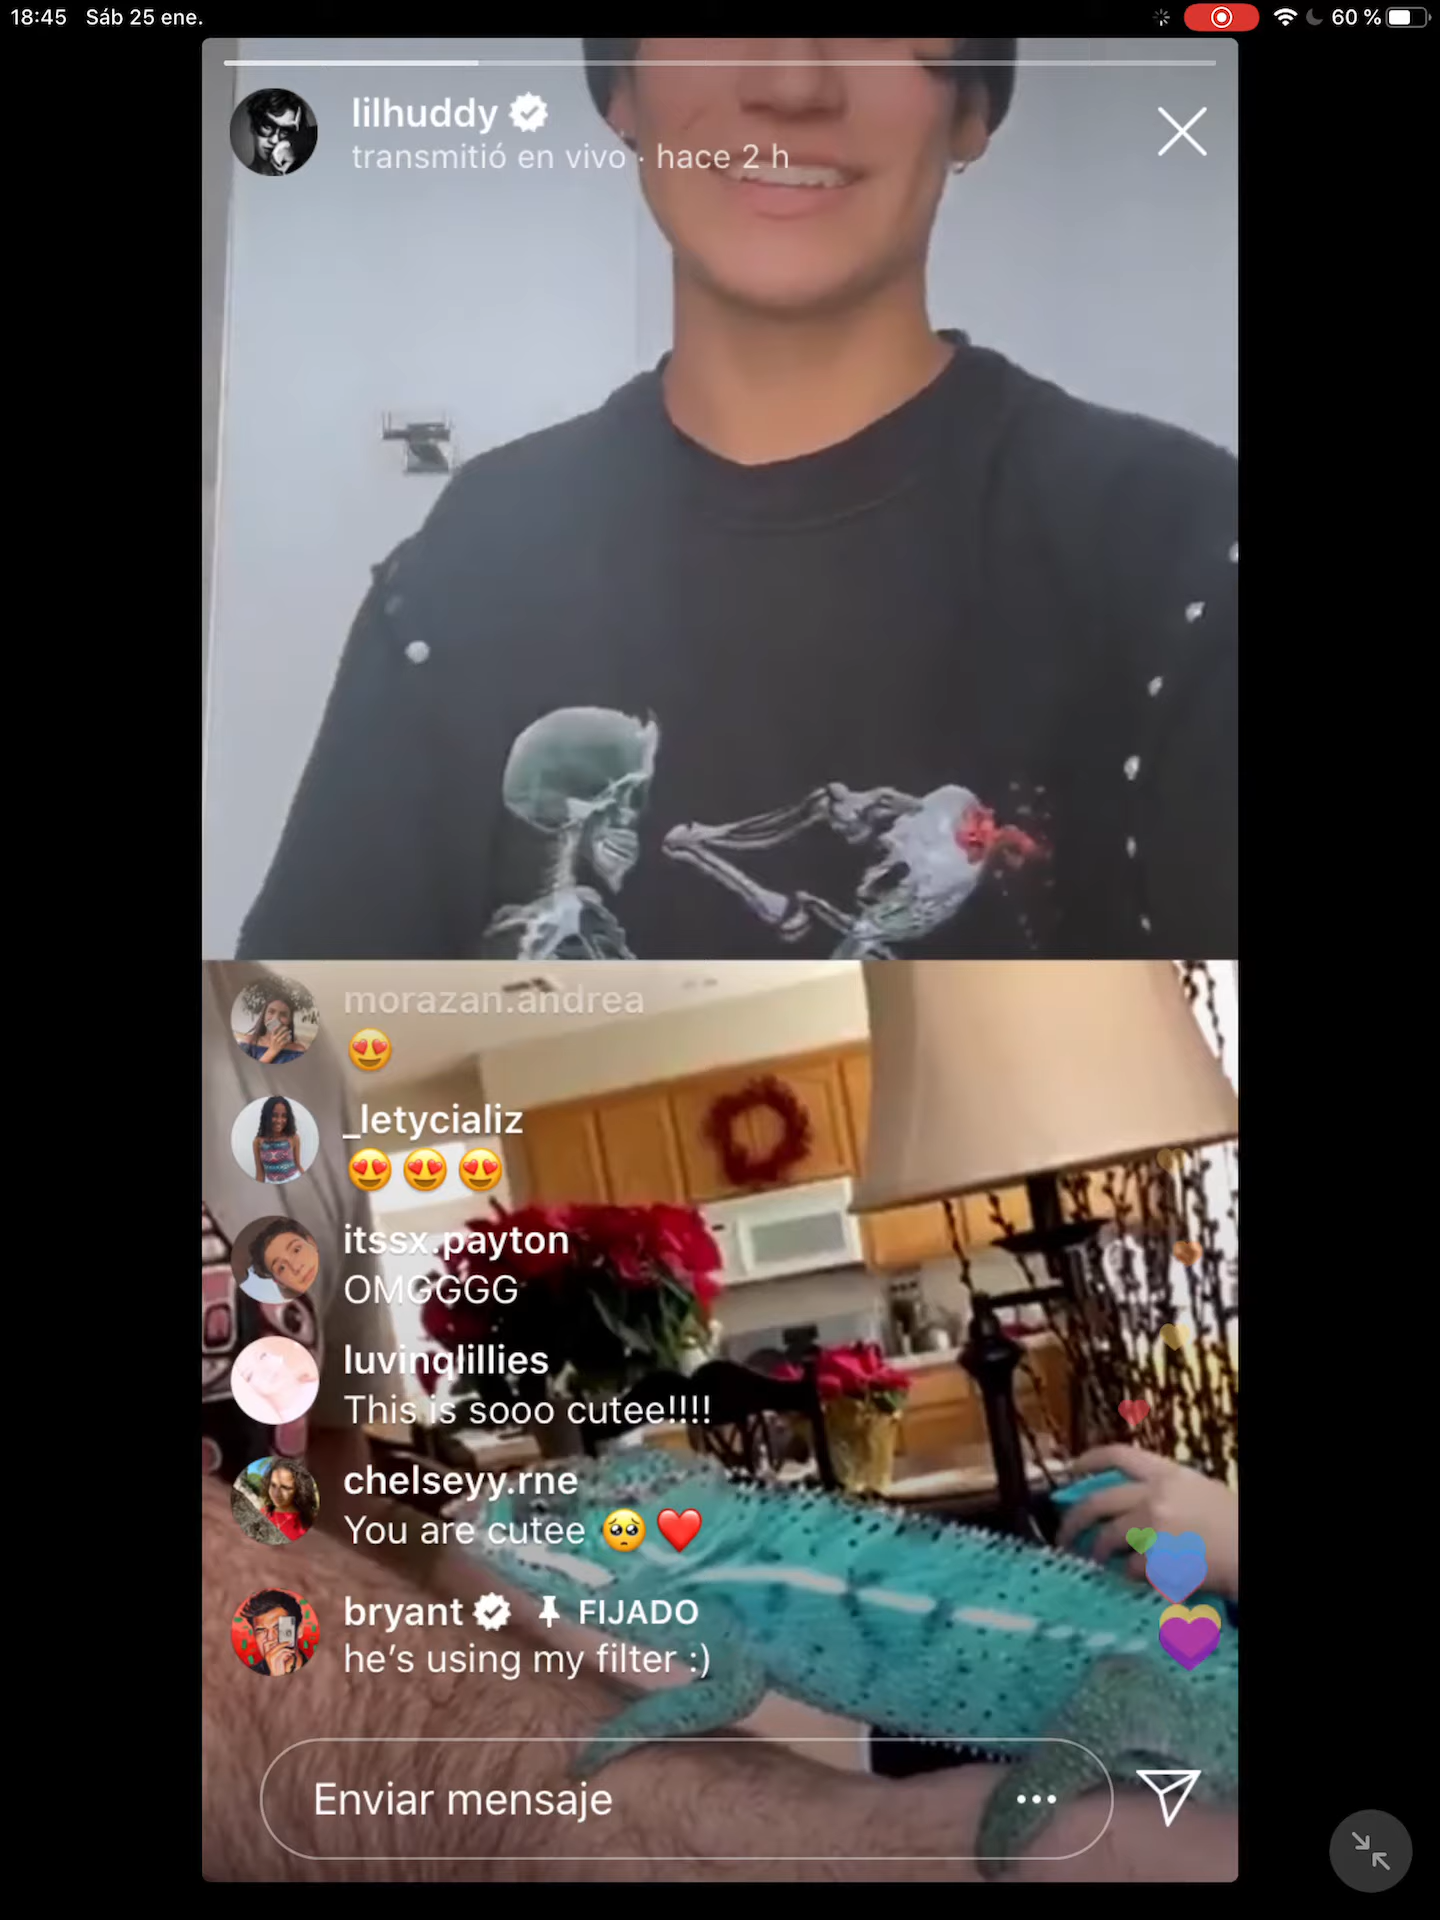 18:45 Sáb 25 ene.
60 %
lilhuddy
transmitió en vivo · hace 2 h
morazan.andrea
😍
_letycializ
😍😍😍
itssx.payton
OMGGGG
luvinqlillies
This is sooo cutee!!!!
chelseyy.rne
You are cutee 🥺❤️
bryant FIJADO
he’s using my filter :)
Enviar mensaje